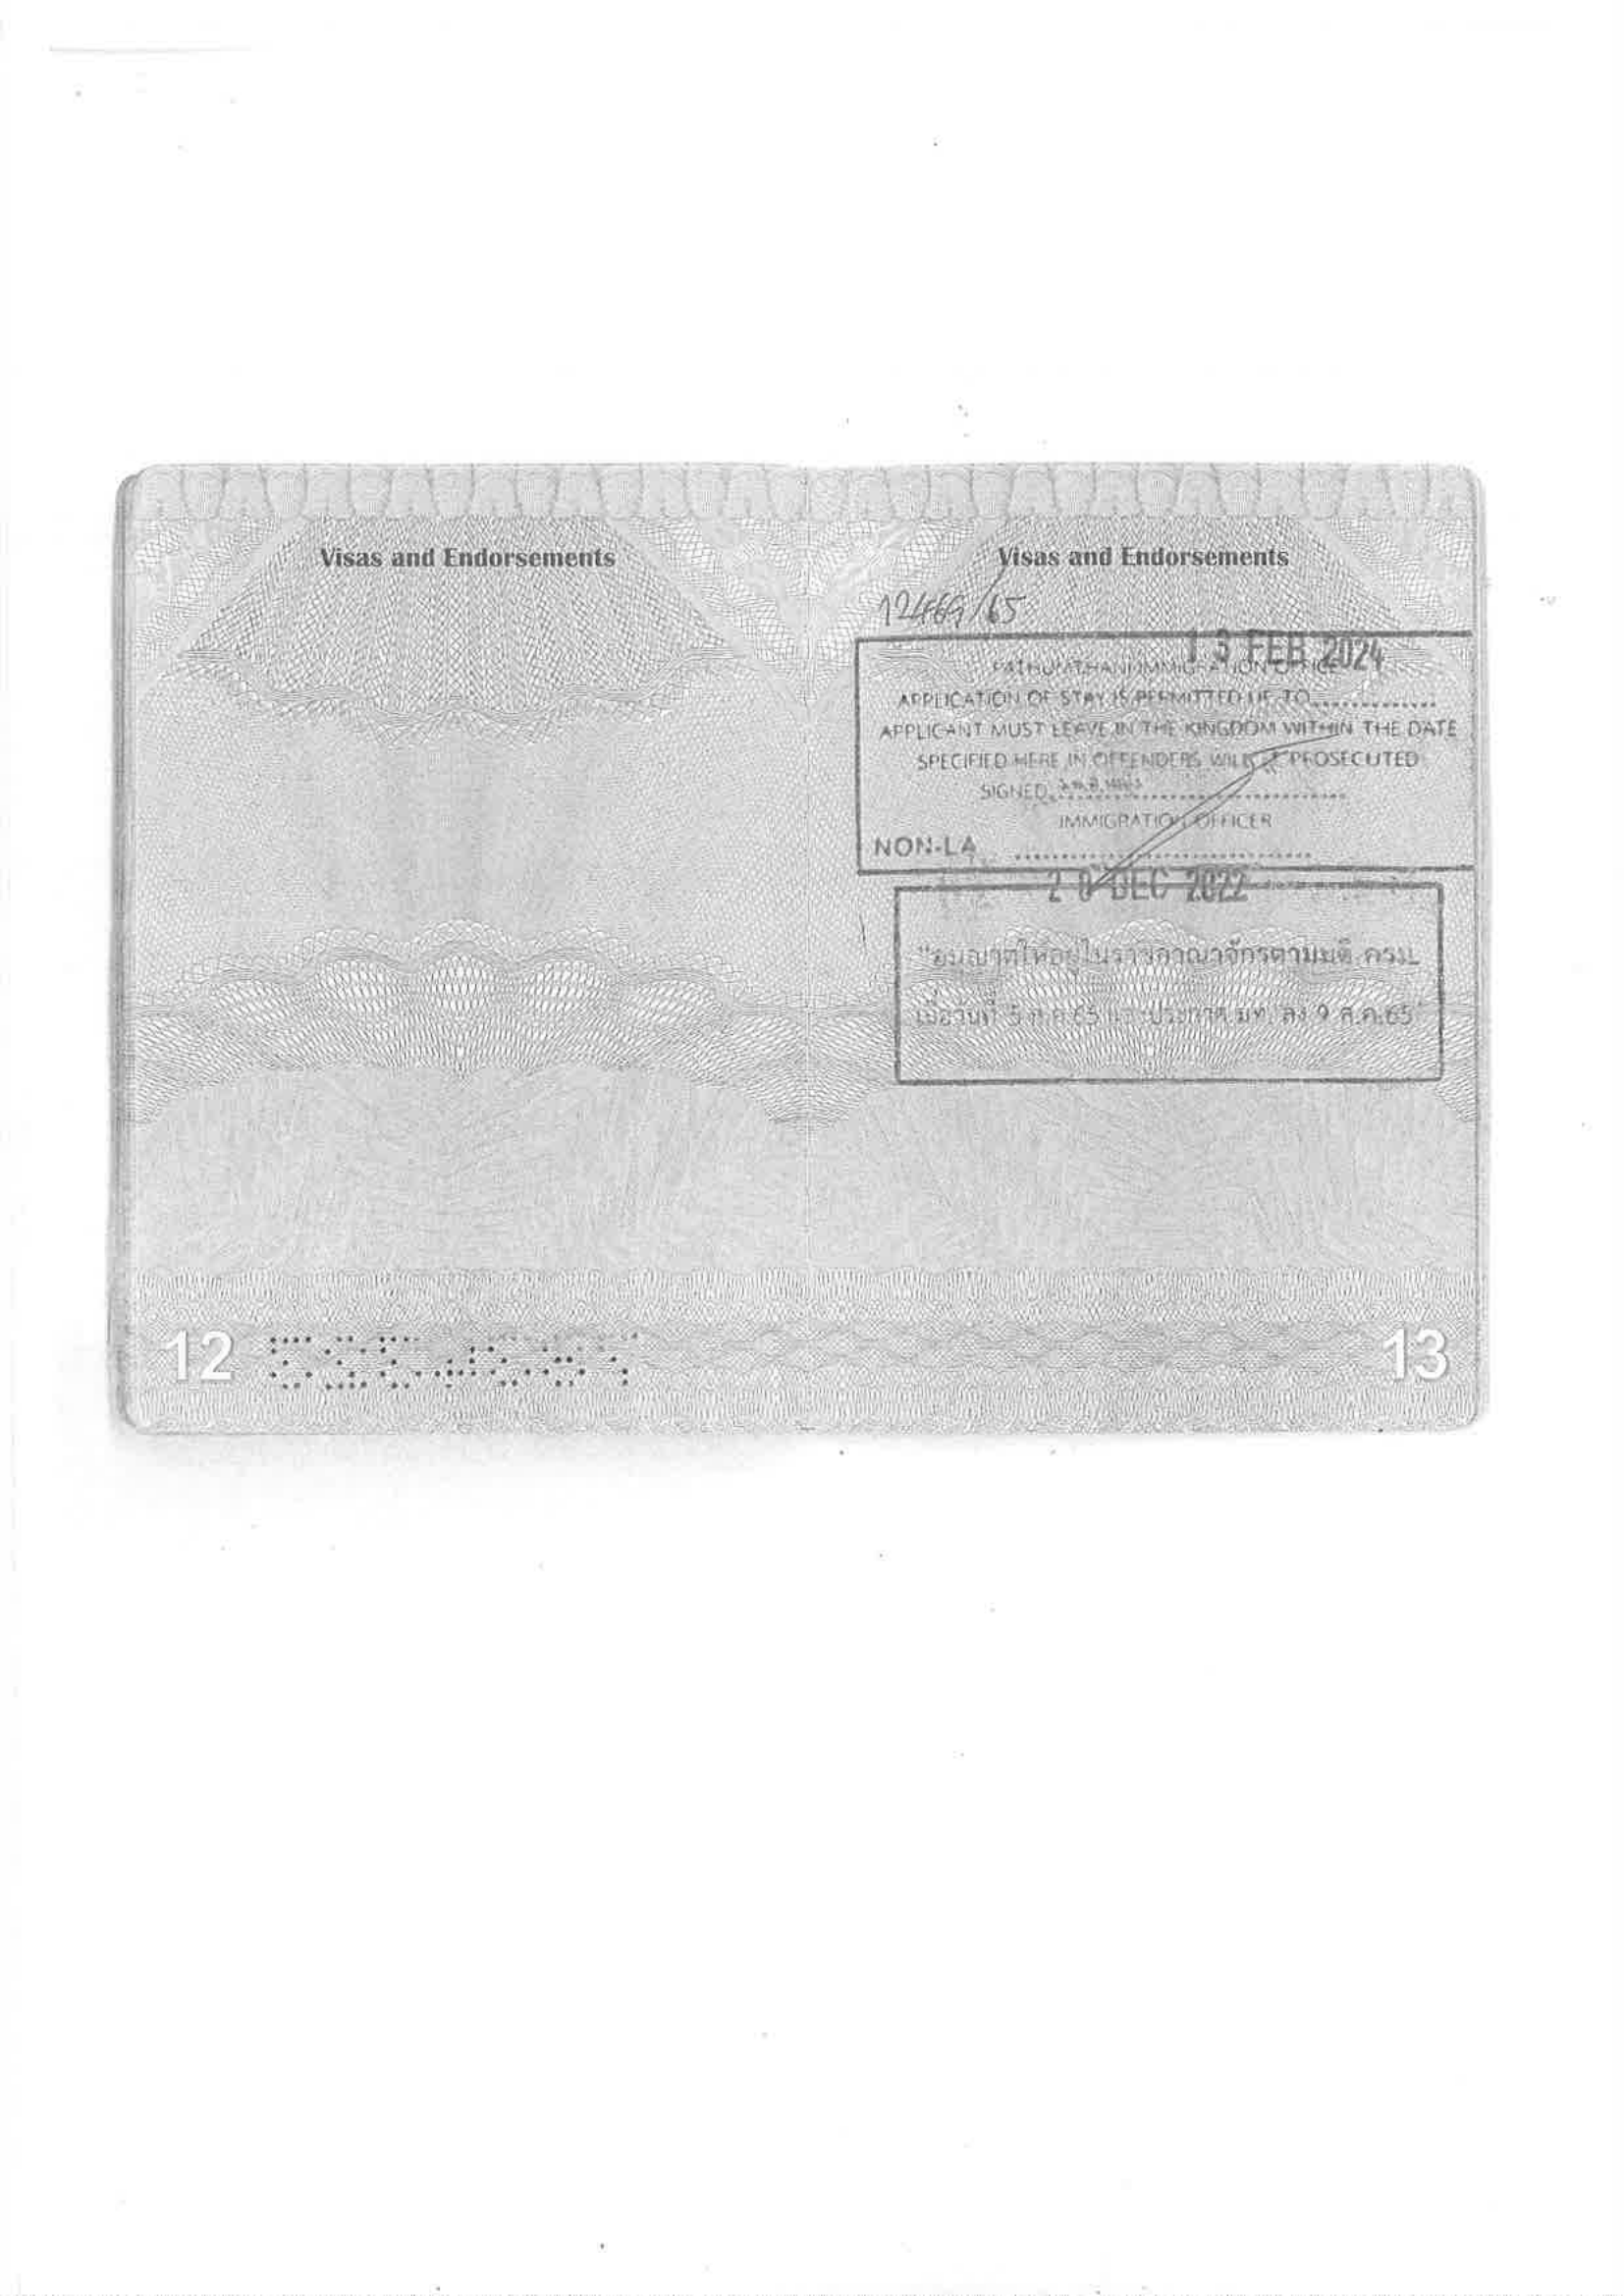 Visas and Endorsements
Visas and Endorsements
12469/65
13 FEB 2024
PATHUMTHANI IMMIGRATION OFFICE
APPLICATION OF STAY IS PERMITTED UP TO..............
APPLICANT MUST LEAVE IN THE KINGDOM WITHIN THE DATE
SPECIFIED HERE IN OFFENDERS WILL BE PROSECUTED
SIGNED
IMMIGRATION OFFICER
NON-LA
20 DEC 2022
"อนุญาตให้อยู่ในราชอาณาจักรตามมติ ครม.
เมื่อวันที่ 5 ก.ค.65 และประกาศ มท. ลง 9 ส.ค.65"
12
13